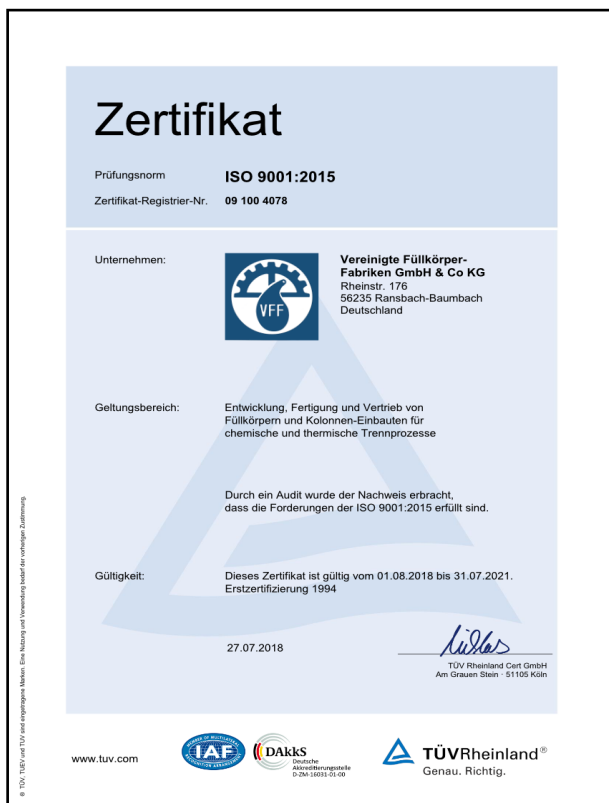 Zertifikat
Prüfungsnorm ISO 9001:2015
Zertifikat-Registrier-Nr. 09 100 4078
Unternehmen:
VFF
Vereinigte Füllkörper-
Fabriken GmbH & Co KG
Rheinstr. 176
56235 Ransbach-Baumbach
Deutschland
Geltungsbereich: Entwicklung, Fertigung und Vertrieb von
Füllkörpern und Kolonnen-Einbauten für
chemische und thermische Trennprozesse
Durch ein Audit wurde der Nachweis erbracht,
dass die Forderungen der ISO 9001:2015 erfüllt sind.
Gültigkeit: Dieses Zertifikat ist gültig vom 01.08.2018 bis 31.07.2021.
Erstzertifizierung 1994
27.07.2018
TÜV Rheinland Cert GmbH
Am Grauen Stein · 51105 Köln
® TÜV, TUEV und TUV sind eingetragene Marken. Eine Nutzung und Verwendung bedarf der vorherigen Zustimmung.
www.tuv.com
MEMBER OF MULTILATERAL
IAF
RECOGNITION ARRANGEMENT
DAkkS
Deutsche
Akkreditierungsstelle
D-ZM-16031-01-00
TÜVRheinland®
Genau. Richtig.